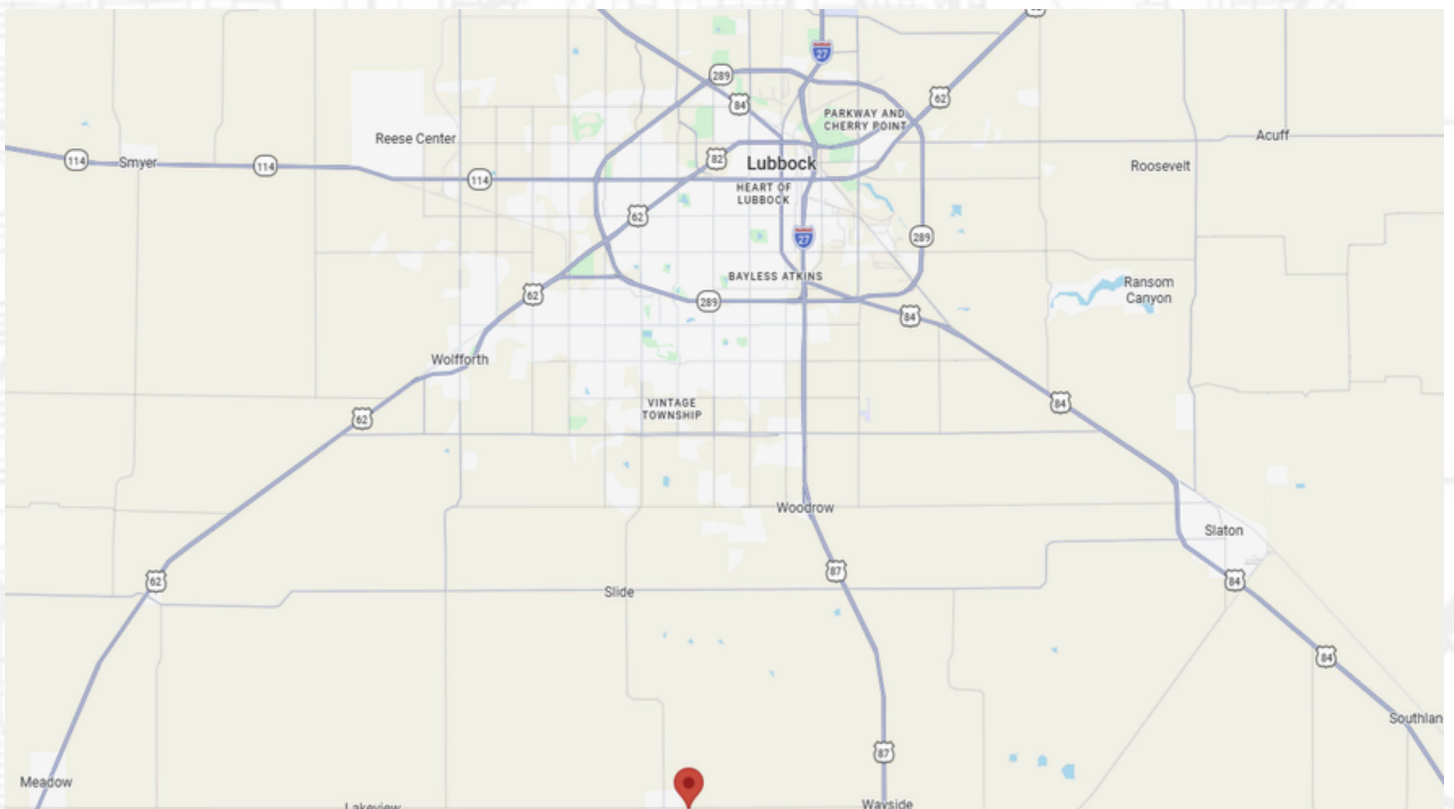 27
289
62
84
PARKWAY AND
CHERRY POINT
Reese Center
Acuff
114
Smyer
114
82
Lubbock
Roosevelt
114
HEART OF
LUBBOCK
62
27
289
BAYLESS ATKINS
Ransom
Canyon
62
289
84
Wolfforth
VINTAGE
TOWNSHIP
84
62
Woodrow
Slaton
87
62
84
Slide
84
Southlan
87
Meadow
Lakeview
Wayside